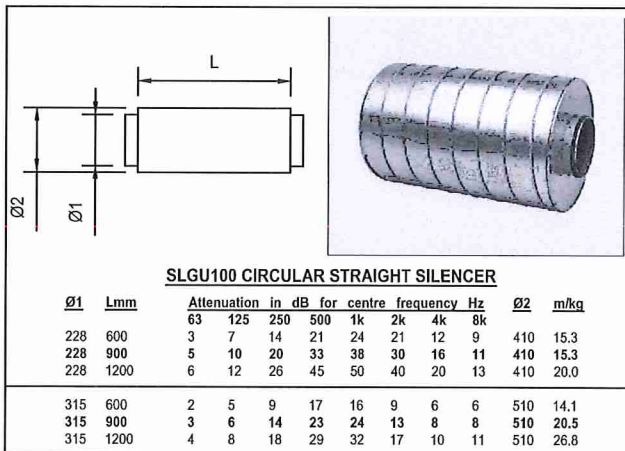 L
Ø2
Ø1
SLGU100 CIRCULAR STRAIGHT SILENCER
Ø1 Lmm Attenuation in dB for centre frequency Hz Ø2 m/kg
63 125 250 500 1k 2k 4k 8k
228 600 3 7 14 21 24 21 12 9 410 15.3
228 900 5 10 20 33 38 30 16 11 410 15.3
228 1200 6 12 26 45 50 40 20 13 410 20.0
315 600 2 5 9 17 16 9 6 6 510 14.1
315 900 3 6 14 23 24 13 8 8 510 20.5
315 1200 4 8 18 29 32 17 10 11 510 26.8